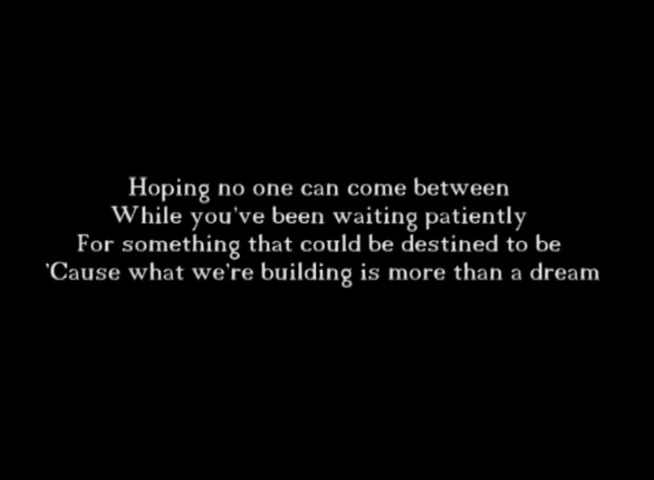 Hoping no one can come between
While you've been waiting patiently
For something that could be destined to be
'Cause what we're building is more than a dream